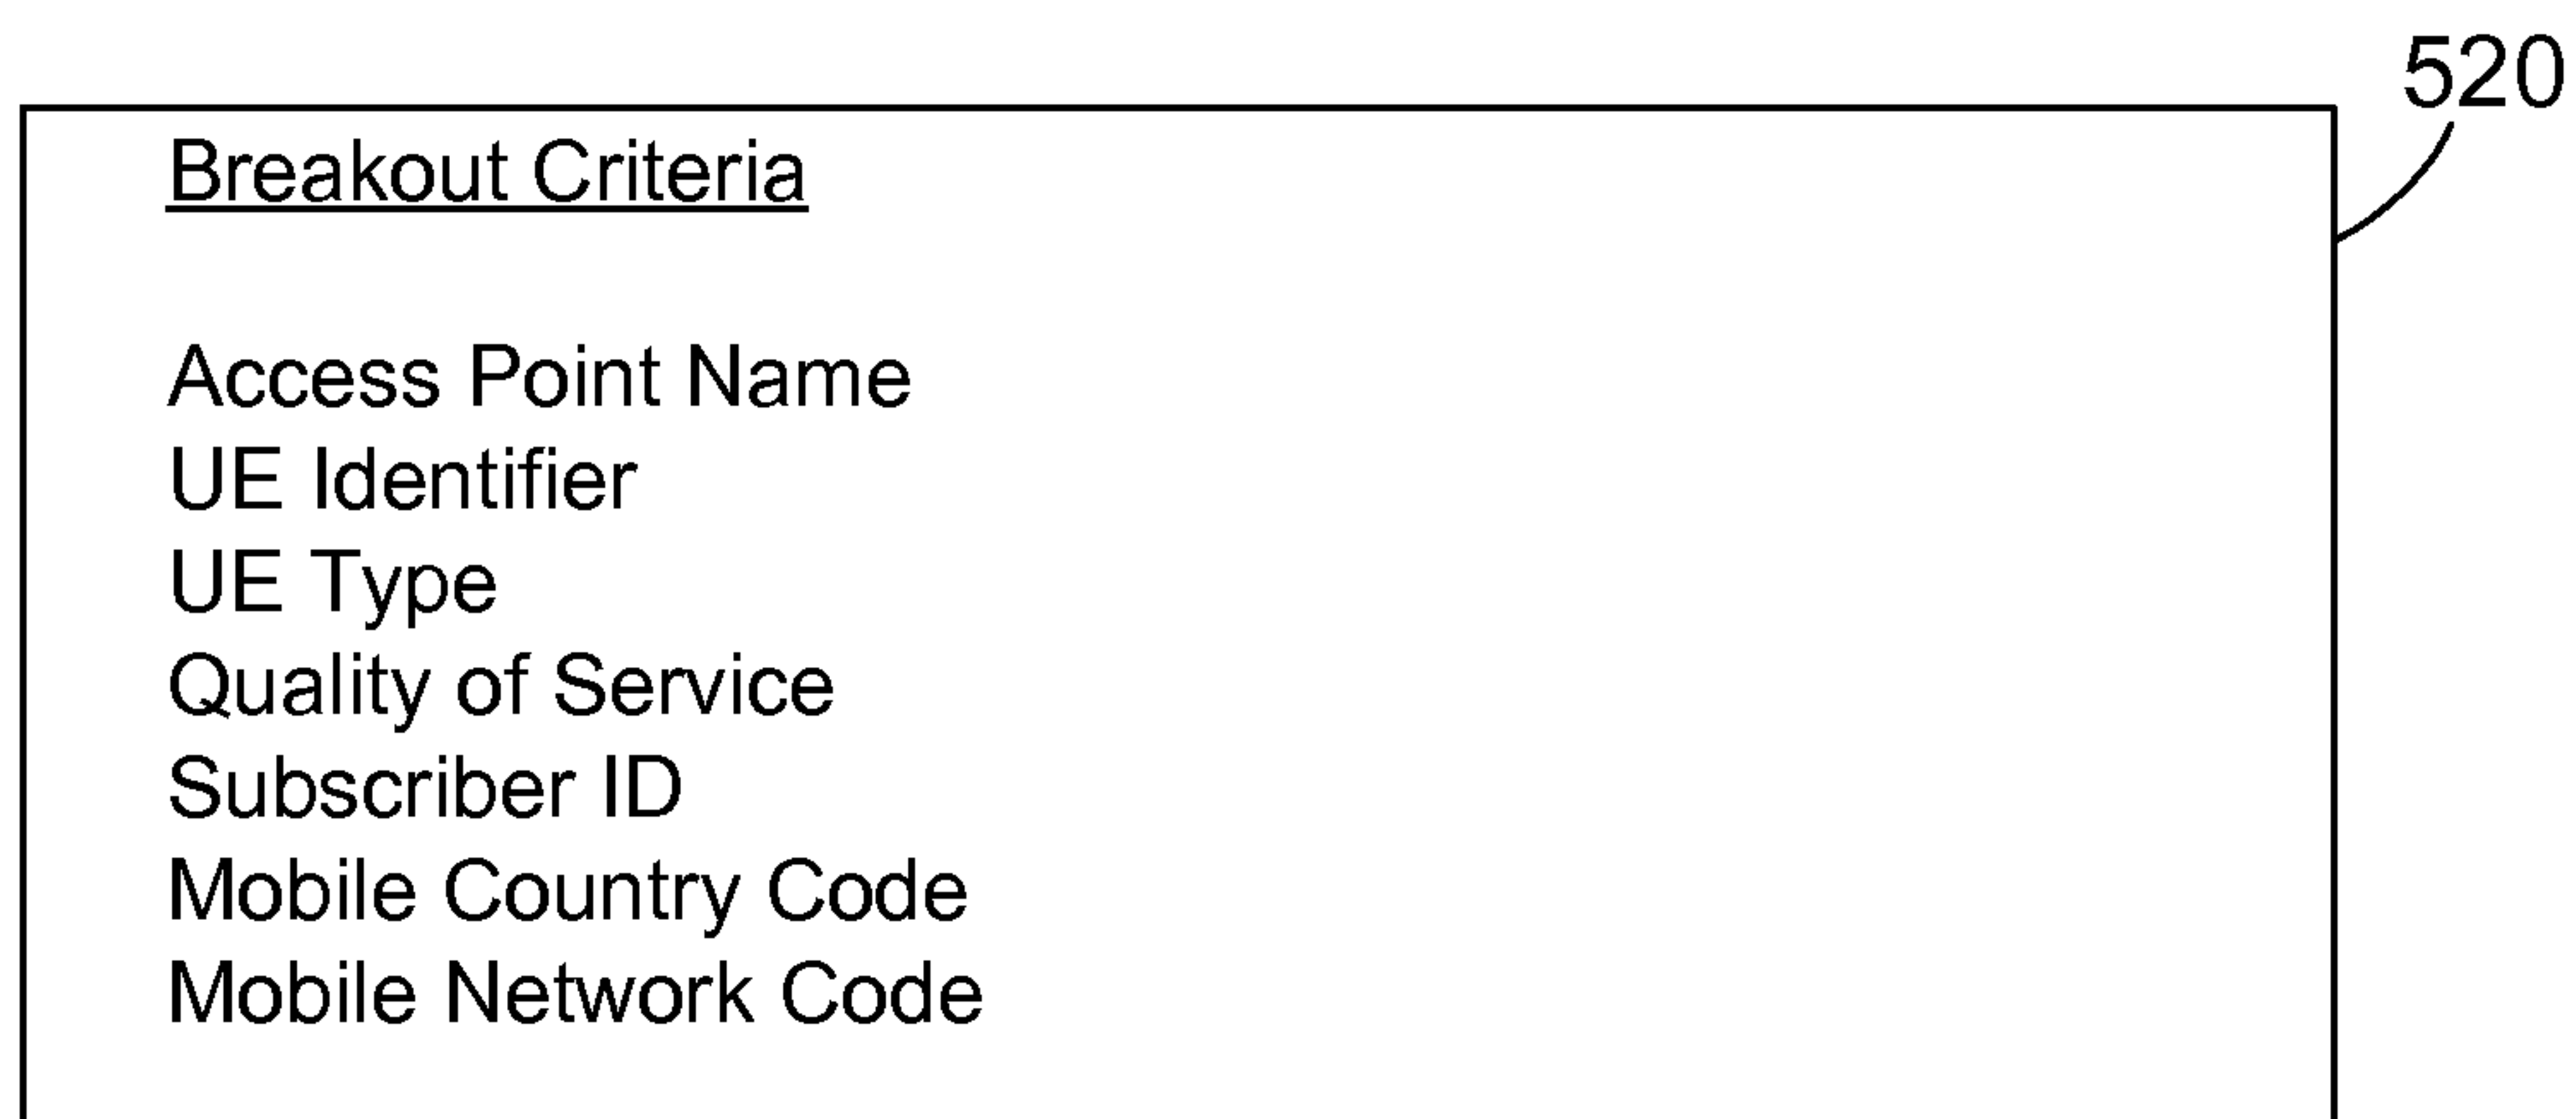 520
Breakout Criteria
Access Point Name
UE Identifier
UE Type
Quality of Service
Subscriber ID
Mobile Country Code
Mobile Network Code